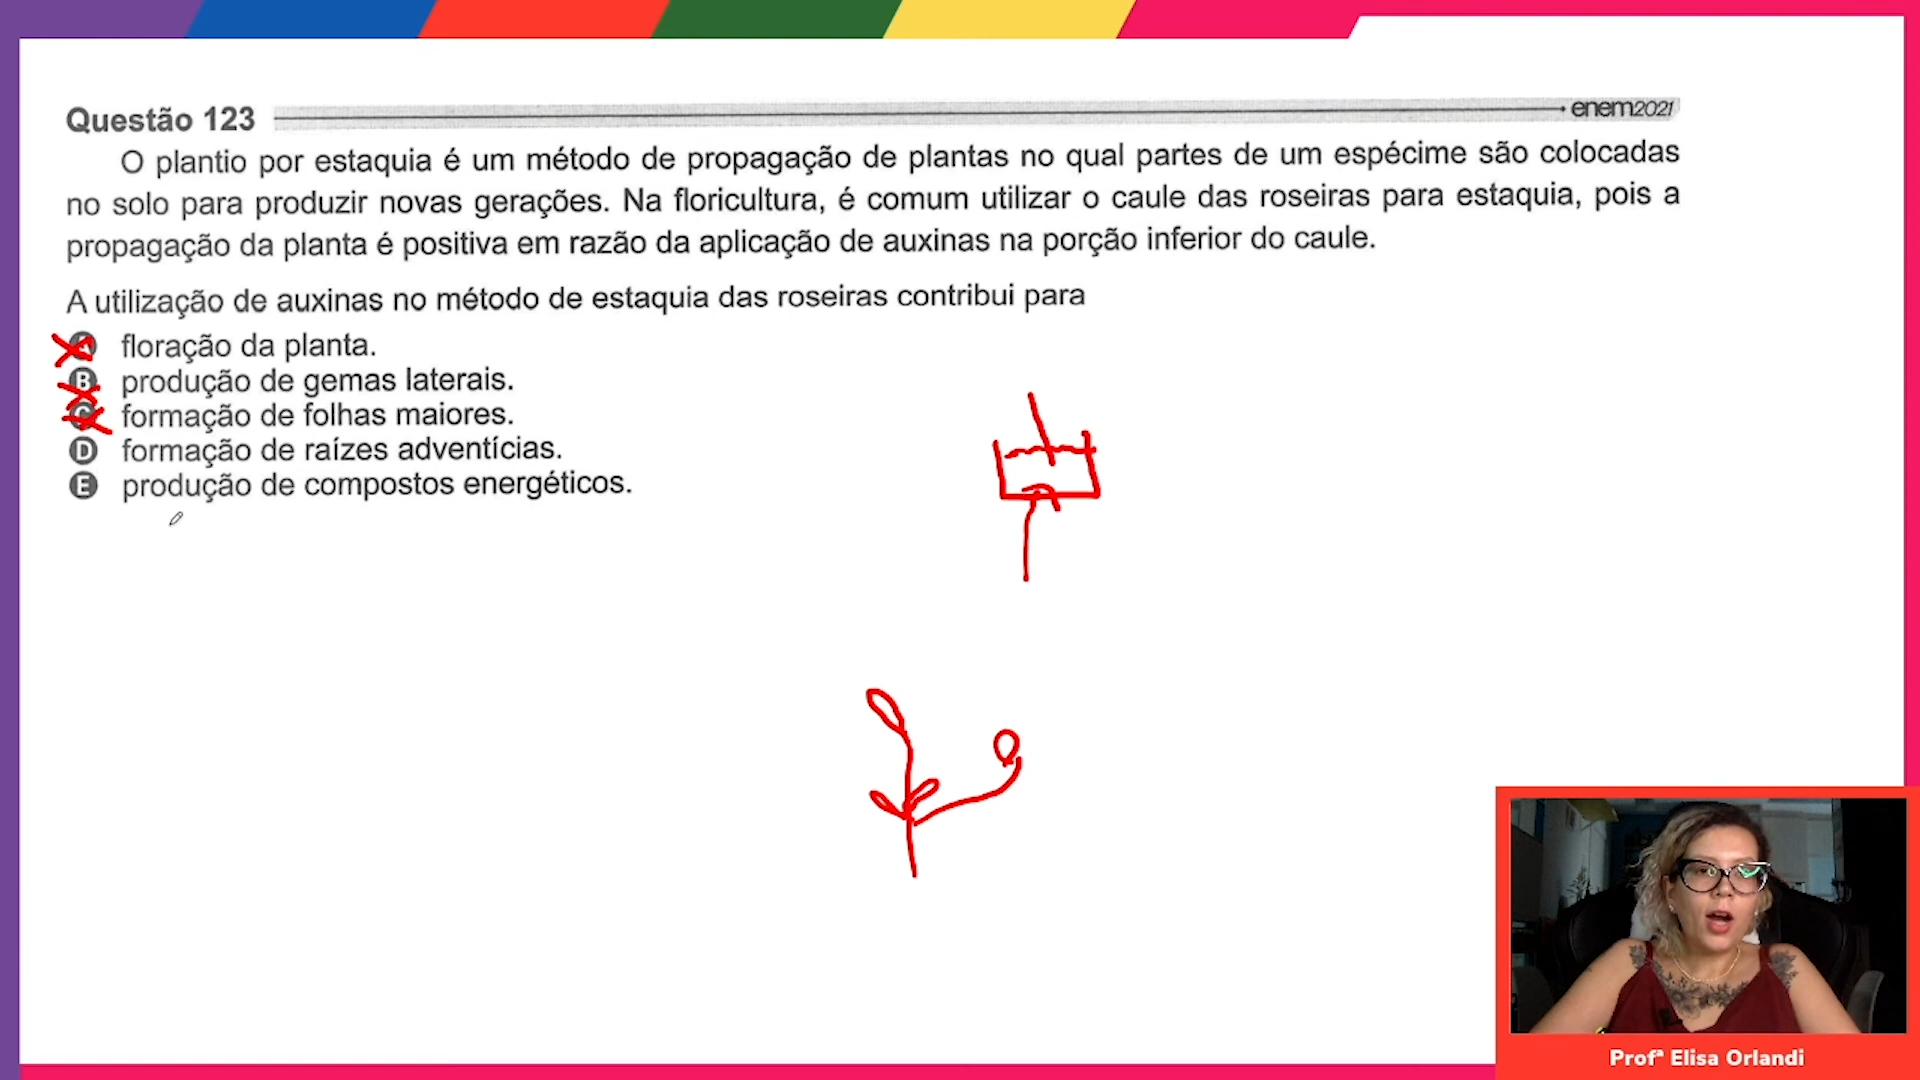 Questão 123
enem2021
O plantio por estaquia é um método de propagação de plantas no qual partes de um espécime são colocadas
no solo para produzir novas gerações. Na floricultura, é comum utilizar o caule das roseiras para estaquia, pois a
propagação da planta é positiva em razão da aplicação de auxinas na porção inferior do caule.
A utilização de auxinas no método de estaquia das roseiras contribui para
A floração da planta.
B produção de gemas laterais.
C formação de folhas maiores.
D formação de raízes adventícias.
E produção de compostos energéticos.
Profª Elisa Orlandi